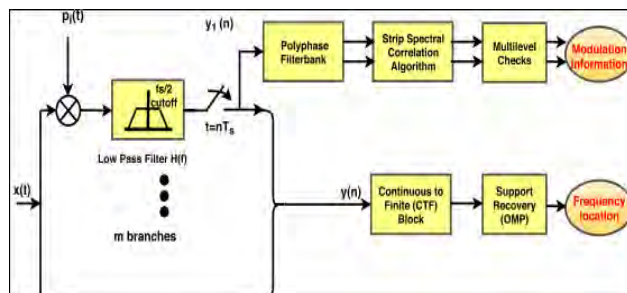 pi(t)
y1 (n)
fs/2
cutoff
t=nTs
Low Pass Filter H(f)
x(t)
m branches
Polyphase
Filterbank
Strip Spectral
Correlation
Algorithm
Multilevel
Checks
Modulation
Information
y(n)
Continuous to
Finite (CTF)
Block
Support
Recovery
(OMP)
Frequency
location